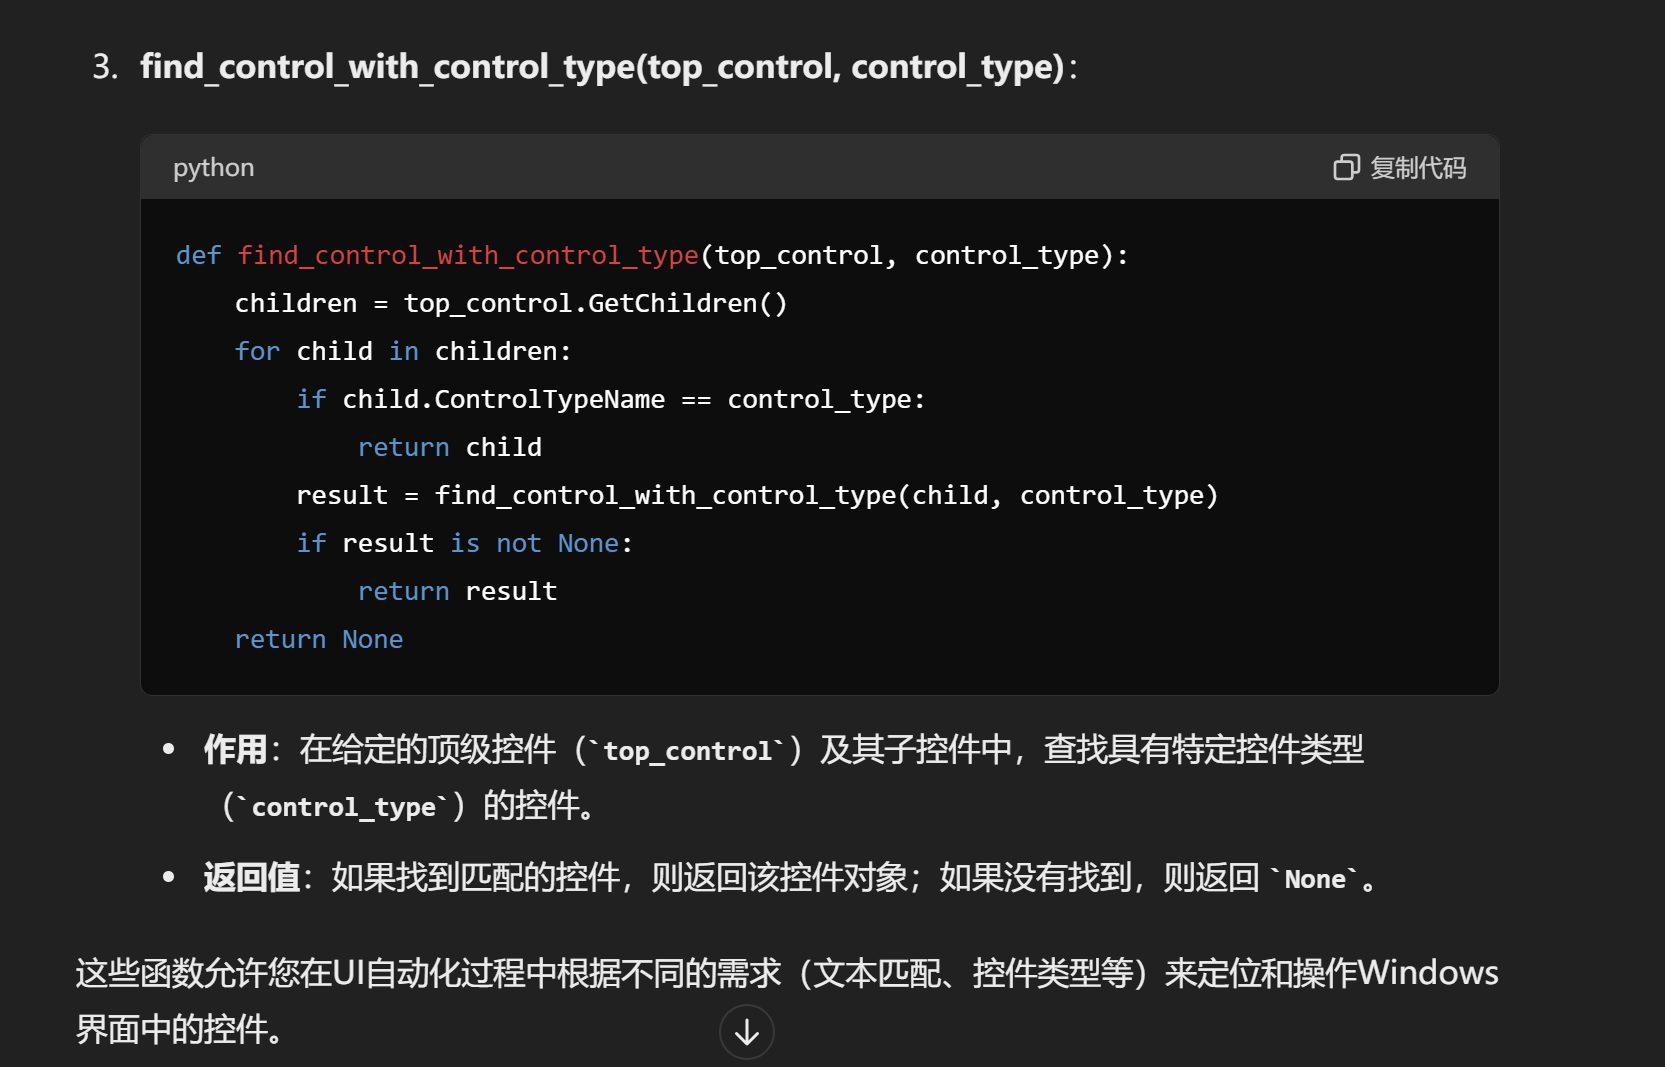 3. find_control_with_control_type(top_control, control_type):
python
复制代码
def find_control_with_control_type(top_control, control_type):
    children = top_control.GetChildren()
    for child in children:
        if child.ControlTypeName == control_type:
            return child
        result = find_control_with_control_type(child, control_type)
        if result is not None:
            return result
    return None
• 作用：在给定的顶级控件（`top_control`）及其子控件中，查找具有特定控件类型
（`control_type`）的控件。
• 返回值：如果找到匹配的控件，则返回该控件对象；如果没有找到，则返回 `None`。
这些函数允许您在UI自动化过程中根据不同的需求（文本匹配、控件类型等）来定位和操作Windows
界面中的控件。